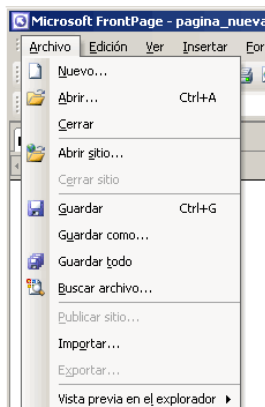 Microsoft FrontPage - pagina_nueva
Archivo Edición Ver Insertar For
Nuevo...
Abrir... Ctrl+A
Cerrar
Abrir sitio...
Cerrar sitio
Guardar Ctrl+G
Guardar como...
Guardar todo
Buscar archivo...
Publicar sitio...
Importar...
Exportar...
Vista previa en el explorador